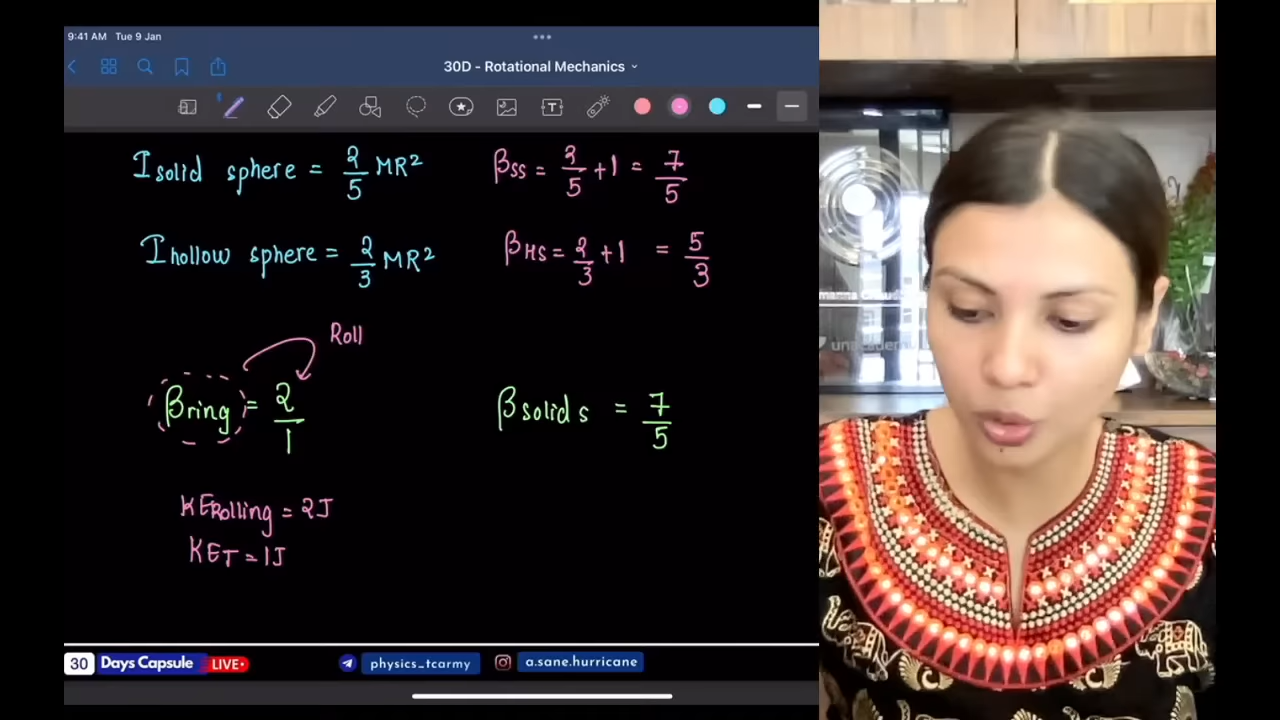 9:41 AM Tue 9 Jan
30D - Rotational Mechanics
I solid sphere = 2/5 MR² βSS = 2/5 + 1 = 7/5
I hollow sphere = 2/3 MR² βHS = 2/3 + 1 = 5/3
Roll
βring = 2/1 βsolid s = 7/5
KERolling = 2J
KET = 1J
30 Days Capsule LIVE physics_tcarmy a.sane.hurricane